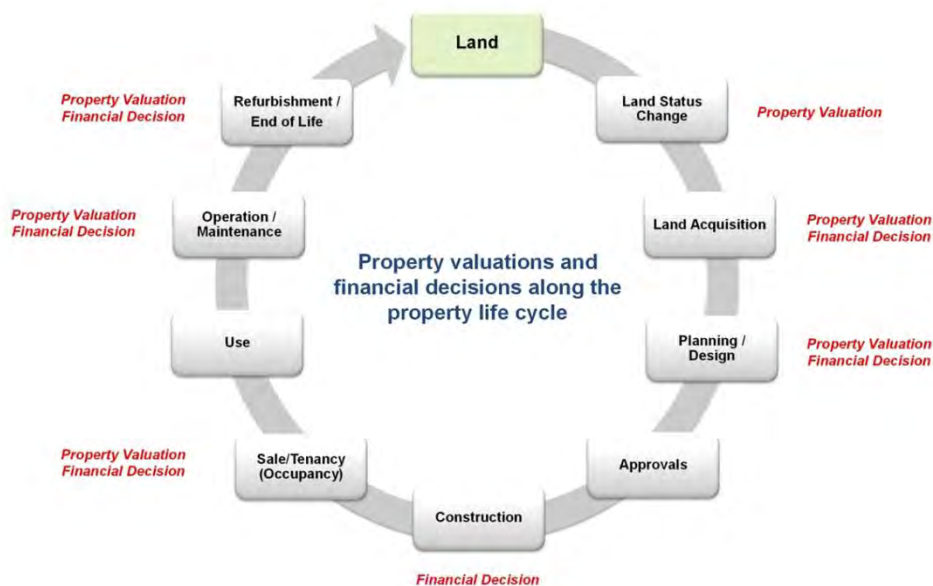 Land
Land Status
Change
Property Valuation
Land Acquisition
Property Valuation
Financial Decision
Planning /
Design
Property Valuation
Financial Decision
Approvals
Construction
Financial Decision
Sale/Tenancy
(Occupancy)
Property Valuation
Financial Decision
Use
Operation /
Maintenance
Property Valuation
Financial Decision
Refurbishment /
End of Life
Property Valuation
Financial Decision
Property valuations and
financial decisions along the
property life cycle